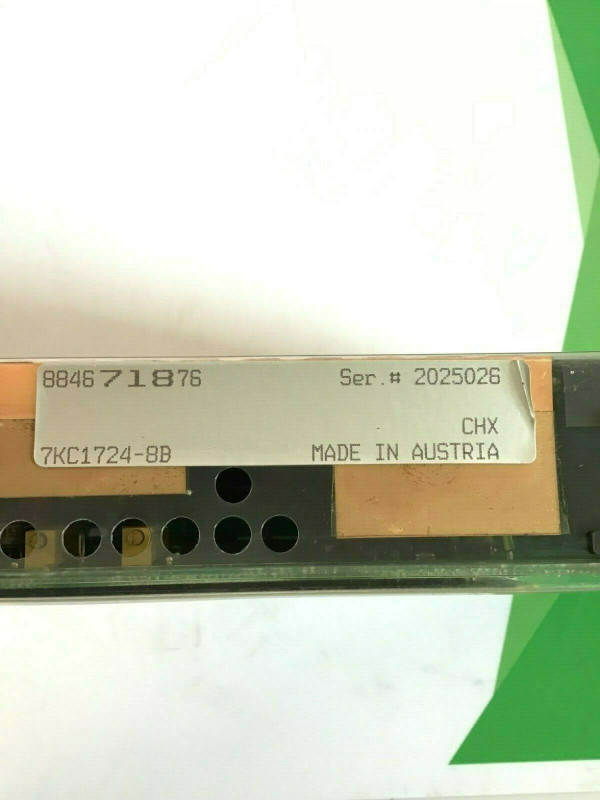 884671876 Ser.# 2025026
CHX
7KC1724-8B MADE IN AUSTRIA